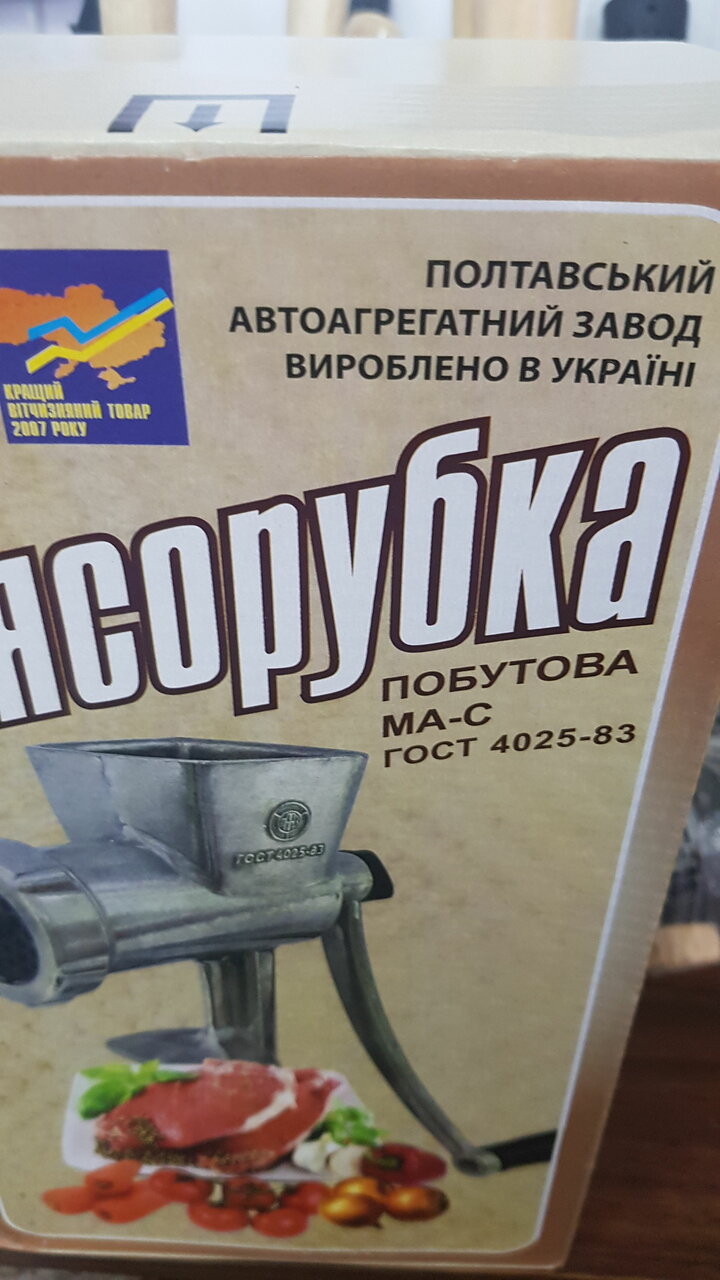 ПОЛТАВСЬКИЙ
АВТОАГРЕГАТНИЙ ЗАВОД
ВИРОБЛЕНО В УКРАЇНІ
КРАЩИЙ
ВІТЧИЗНЯНИЙ ТОВАР
2007 РОКУ
ясорубка
ПОБУТОВА
МА-С
ГОСТ 4025-83
ГОСТ 4025-83